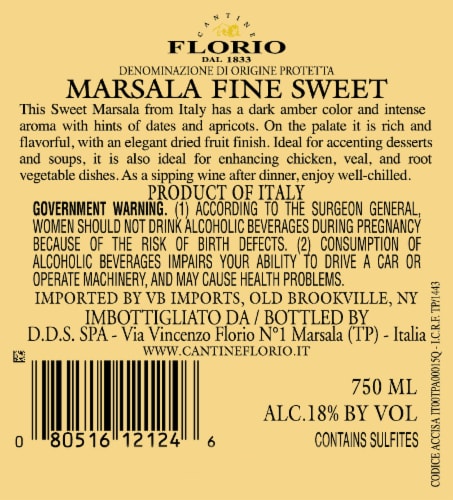 CANTINE
FLORIO
DAL 1833
DENOMINAZIONE DI ORIGINE PROTETTA
MARSALA FINE SWEET
This Sweet Marsala from Italy has a dark amber color and intense
aroma with hints of dates and apricots. On the palate it is rich and
flavorful, with an elegant dried fruit finish. Ideal for accenting desserts
and soups, it is also ideal for enhancing chicken, veal, and root
vegetable dishes. As a sipping wine after dinner, enjoy well-chilled.
PRODUCT OF ITALY
GOVERNMENT WARNING. (1) ACCORDING TO THE SURGEON GENERAL,
WOMEN SHOULD NOT DRINK ALCOHOLIC BEVERAGES DURING PREGNANCY
BECAUSE OF THE RISK OF BIRTH DEFECTS. (2) CONSUMPTION OF
ALCOHOLIC BEVERAGES IMPAIRS YOUR ABILITY TO DRIVE A CAR OR
OPERATE MACHINERY, AND MAY CAUSE HEALTH PROBLEMS.
IMPORTED BY VB IMPORTS, OLD BROOKVILLE, NY
IMBOTTIGLIATO DA / BOTTLED BY
D.D.S. SPA - Via Vincenzo Florio N°1 Marsala (TP) - Italia
WWW.CANTINEFLORIO.IT
0 80516 12124 6
750 ML
ALC.18% BY VOL
CONTAINS SULFITES
CODICE ACCISA IT00TPA00015Q - I.C.R.F. TP/1443